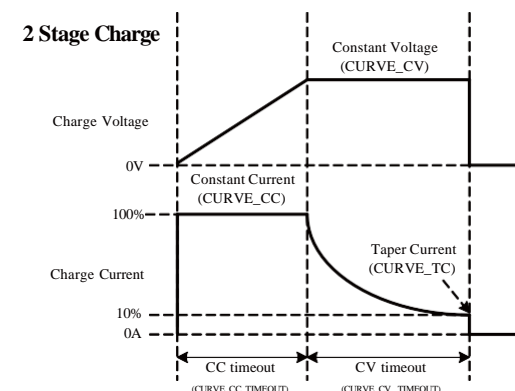 2 Stage Charge
Constant Voltage
(CURVE_CV)
Charge Voltage
0V
Constant Current
(CURVE_CC)
100%
Taper Current
(CURVE_TC)
Charge Current
10%
0A
CC timeout
CV timeout
(CURVE_CC_TIMEOUT)
(CURVE_CV_TIMEOUT)